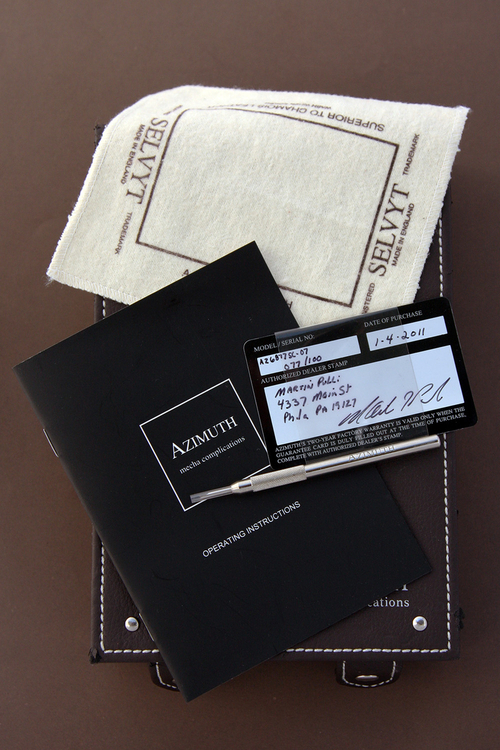 SUPERIOR TO CHAMOIS
SELVYT
MADE IN ENGLAND
TRADEMARK
SELVYT
MADE IN ENGLAND
TRADEMARK
MODEL / SERIAL NO.
DATE OF PURCHASE
077/100
1-4-2011
AUTHORIZED DEALER STAMP
MARTIN Pulli
4337 Main St
Phila PA 19127
AZIMUTH'S TWO-YEAR FACTORY WARRANTY IS VALID ONLY WHEN THE
GUARANTEE CARD IS DULY FILLED OUT AT THE TIME OF PURCHASE.
COMPLETE WITH AUTHORIZED DEALER'S STAMP.
AZIMUTH
AZIMUTH
mecha complications
OPERATING INSTRUCTIONS
H
cations